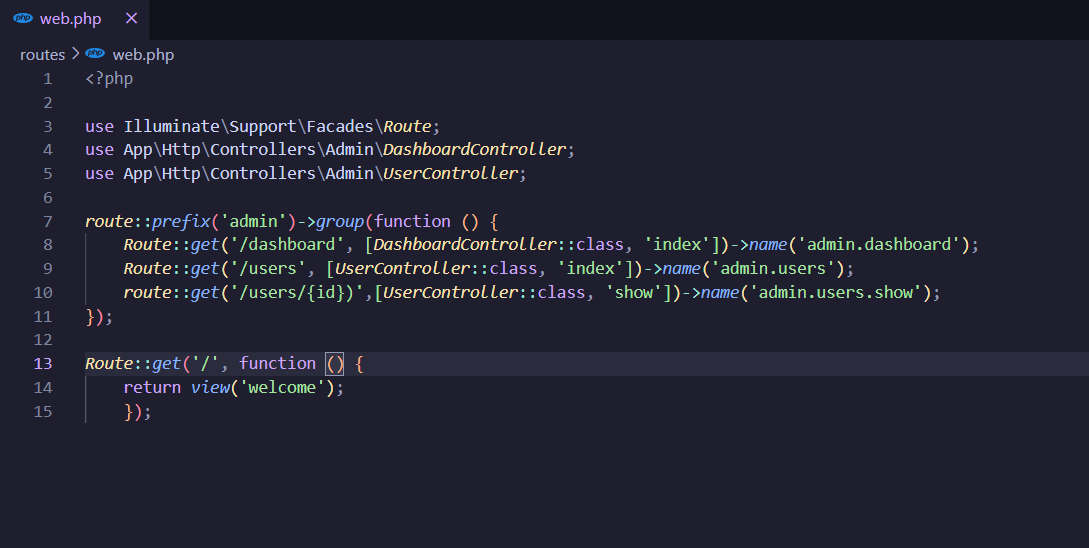 php web.php ×
routes > php web.php
1 <?php
2
3 use Illuminate\Support\Facades\Route;
4 use App\Http\Controllers\Admin\DashboardController;
5 use App\Http\Controllers\Admin\UserController;
6
7 route::prefix('admin')->group(function () {
8     Route::get('/dashboard', [DashboardController::class, 'index'])->name('admin.dashboard');
9     Route::get('/users', [UserController::class, 'index'])->name('admin.users');
10     route::get('/users/{id})',[UserController::class, 'show'])->name('admin.users.show');
11 });
12
13 Route::get('/', function () {
14     return view('welcome');
15     });